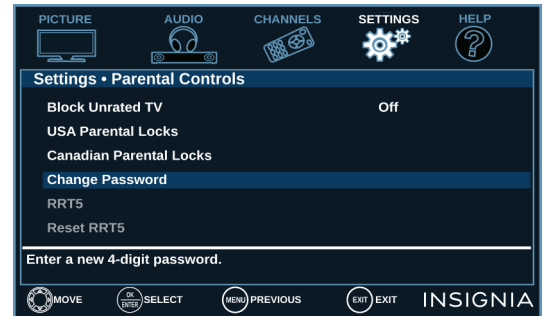 PICTURE AUDIO CHANNELS SETTINGS HELP
Settings • Parental Controls
Block Unrated TV Off
USA Parental Locks
Canadian Parental Locks
Change Password
RRT5
Reset RRT5
Enter a new 4-digit password.
MOVE OK ENTER SELECT MENU PREVIOUS EXIT EXIT INSIGNIA